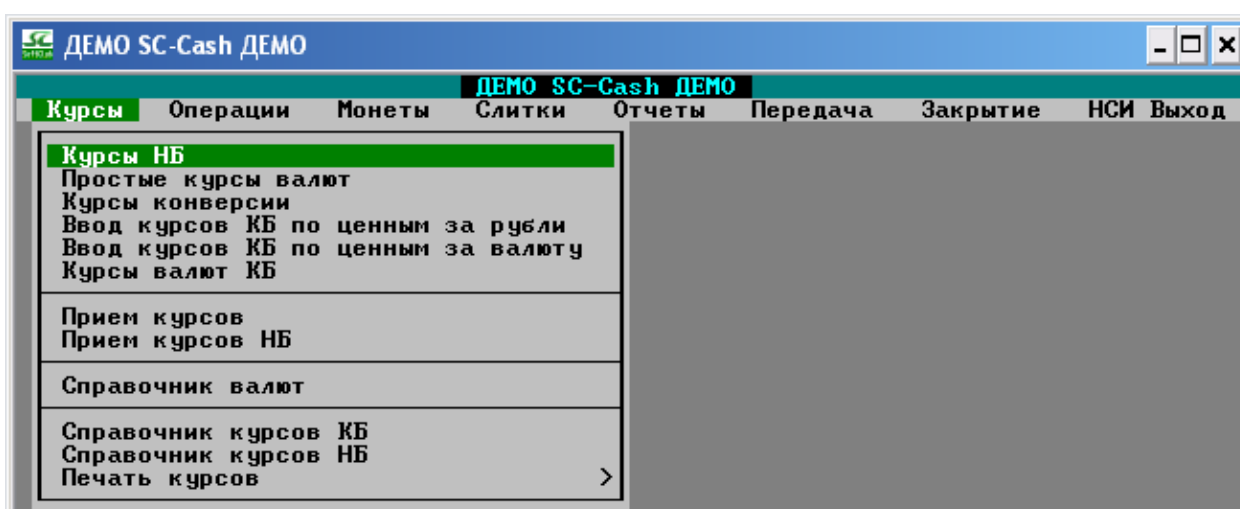 ДЕМО SC-Cash ДЕМО
ДЕМО SC-Cash ДЕМО
Курсы Операции Монеты Слитки Отчеты Передача Закрытие НСИ Выход
Курсы НБ
Простые курсы валют
Курсы конверсии
Ввод курсов КБ по ценным за рубли
Ввод курсов КБ по ценным за валюту
Курсы валют КБ
Прием курсов
Прием курсов НБ
Справочник валют
Справочник курсов КБ
Справочник курсов НБ
Печать курсов >